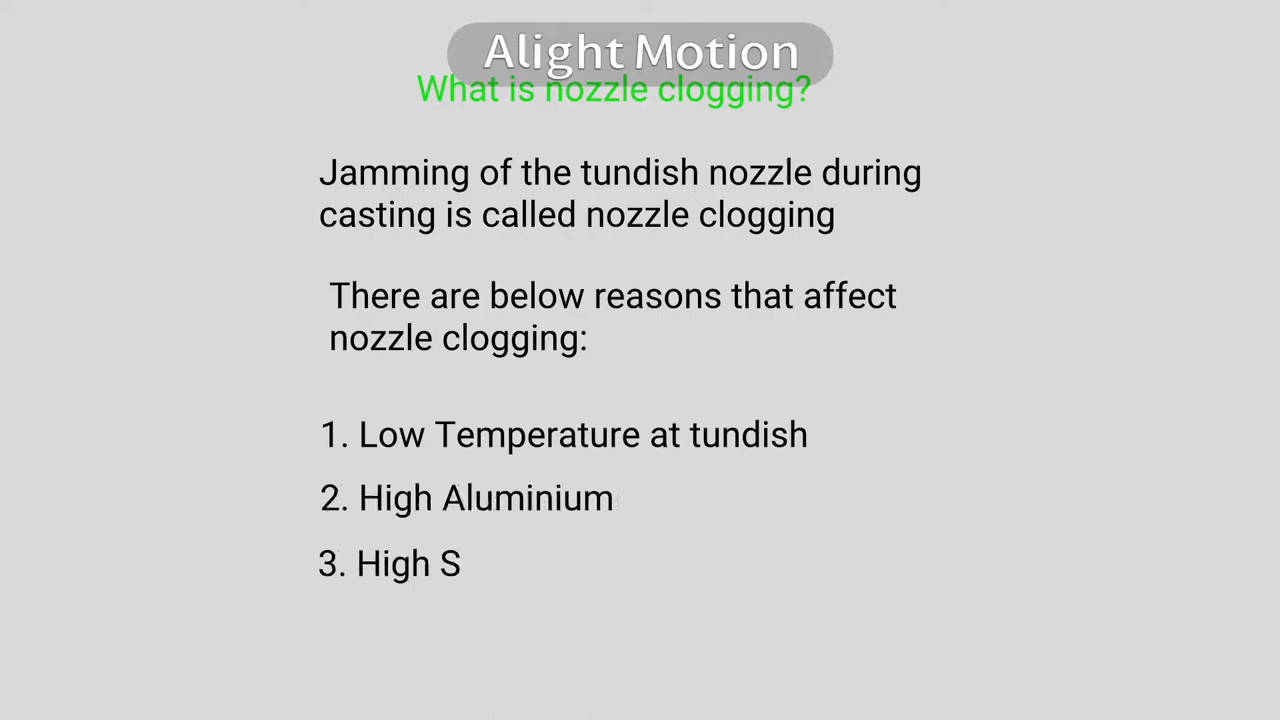 Alight Motion
What is nozzle clogging?
Jamming of the tundish nozzle during
casting is called nozzle clogging
There are below reasons that affect
nozzle clogging:
1. Low Temperature at tundish
2. High Aluminium
3. High S